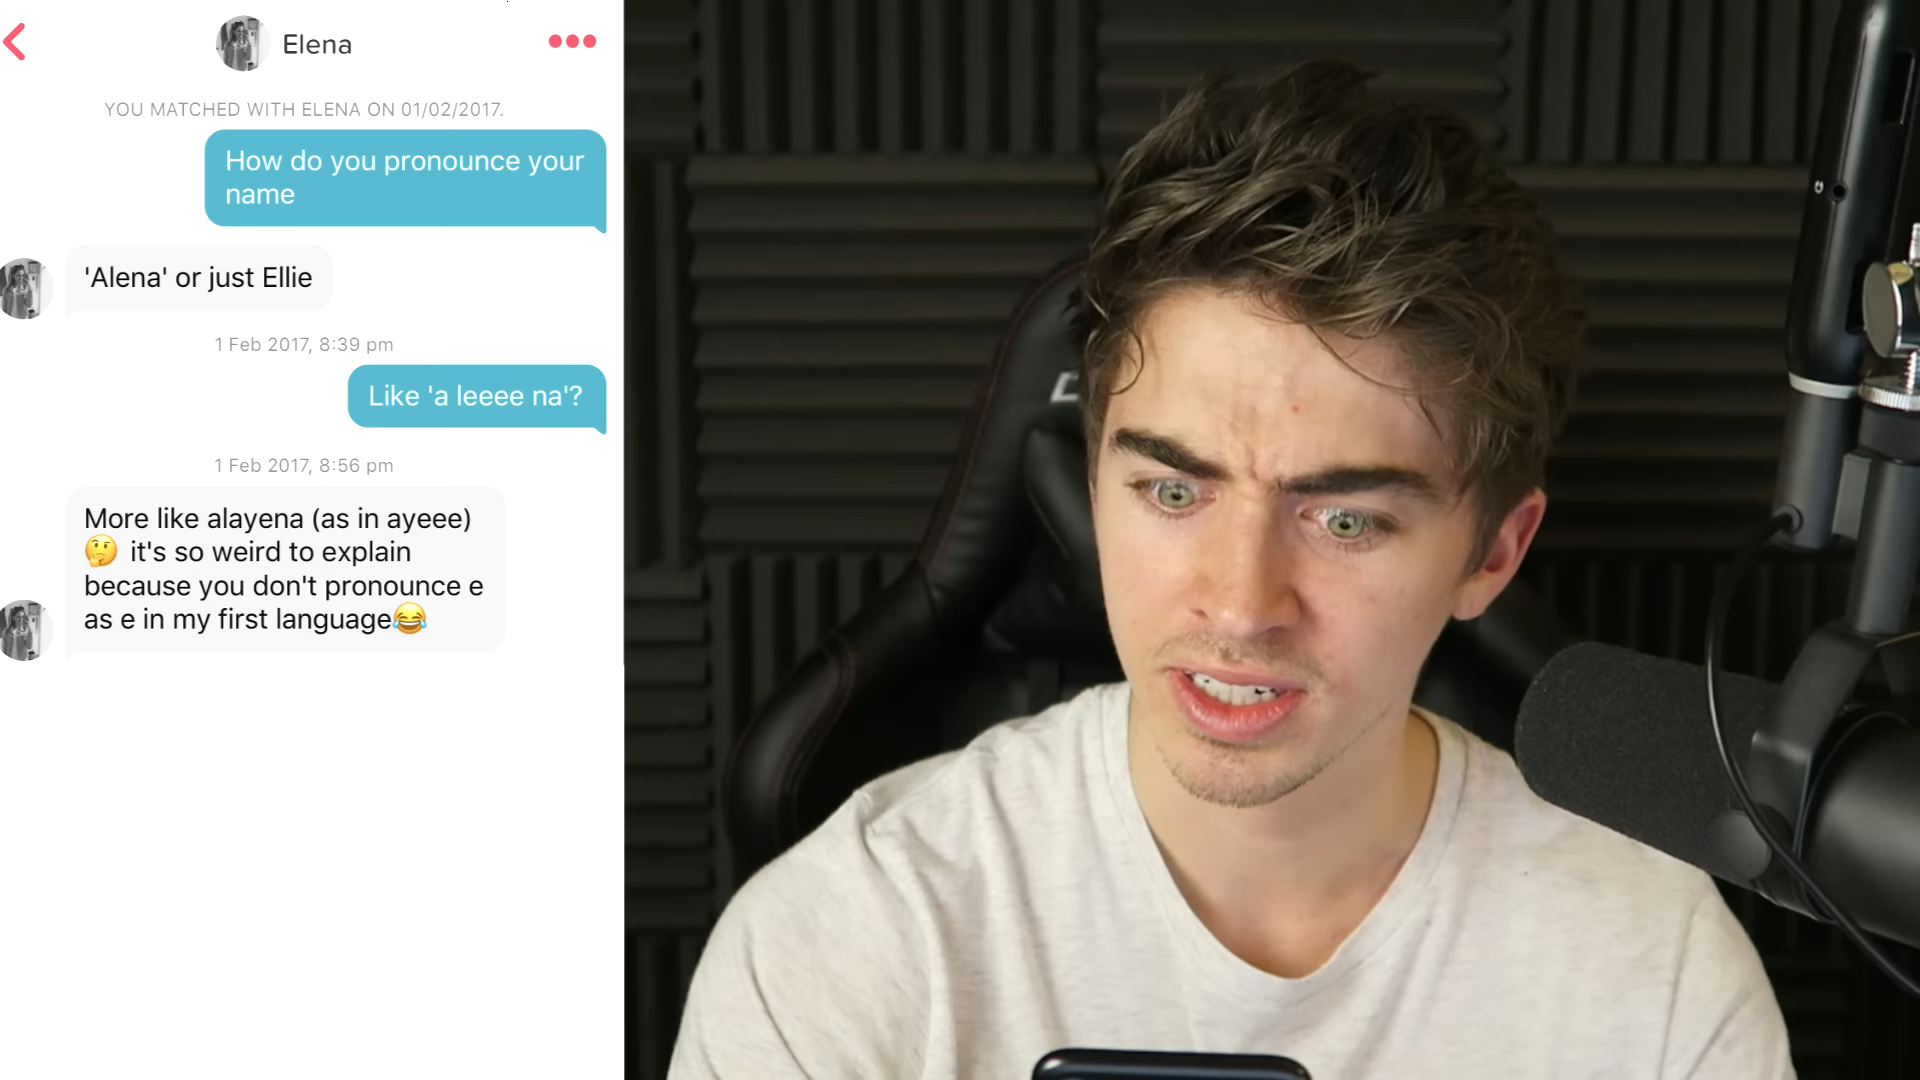 Elena
YOU MATCHED WITH ELENA ON 01/02/2017.
How do you pronounce your
name
'Alena' or just Ellie
1 Feb 2017, 8:39 pm
Like 'a leeee na'?
1 Feb 2017, 8:56 pm
More like alayena (as in ayeee)
🤔 it's so weird to explain
because you don't pronounce e
as e in my first language😂